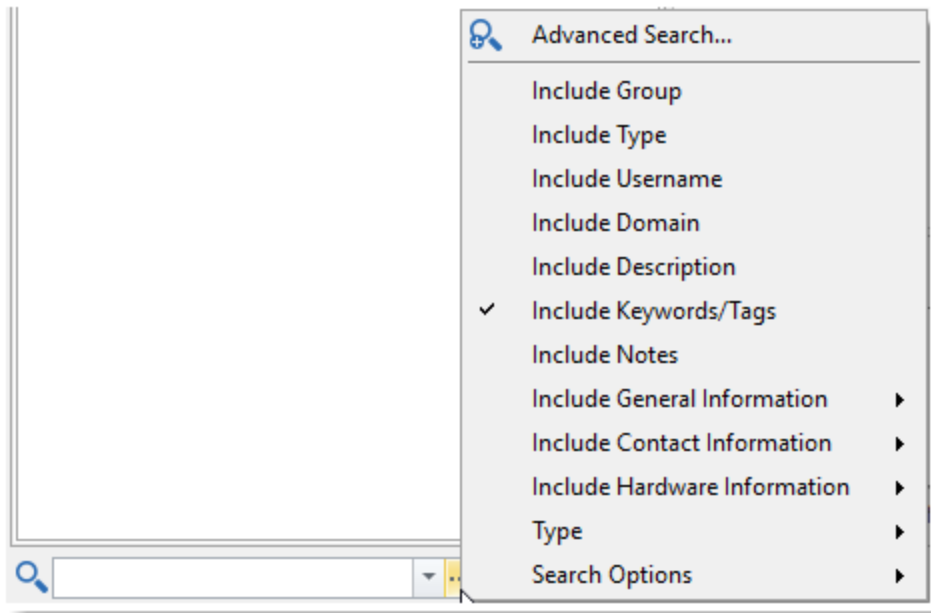 Advanced Search...
Include Group
Include Type
Include Username
Include Domain
Include Description
Include Keywords/Tags
Include Notes
Include General Information
Include Contact Information
Include Hardware Information
Type
Search Options